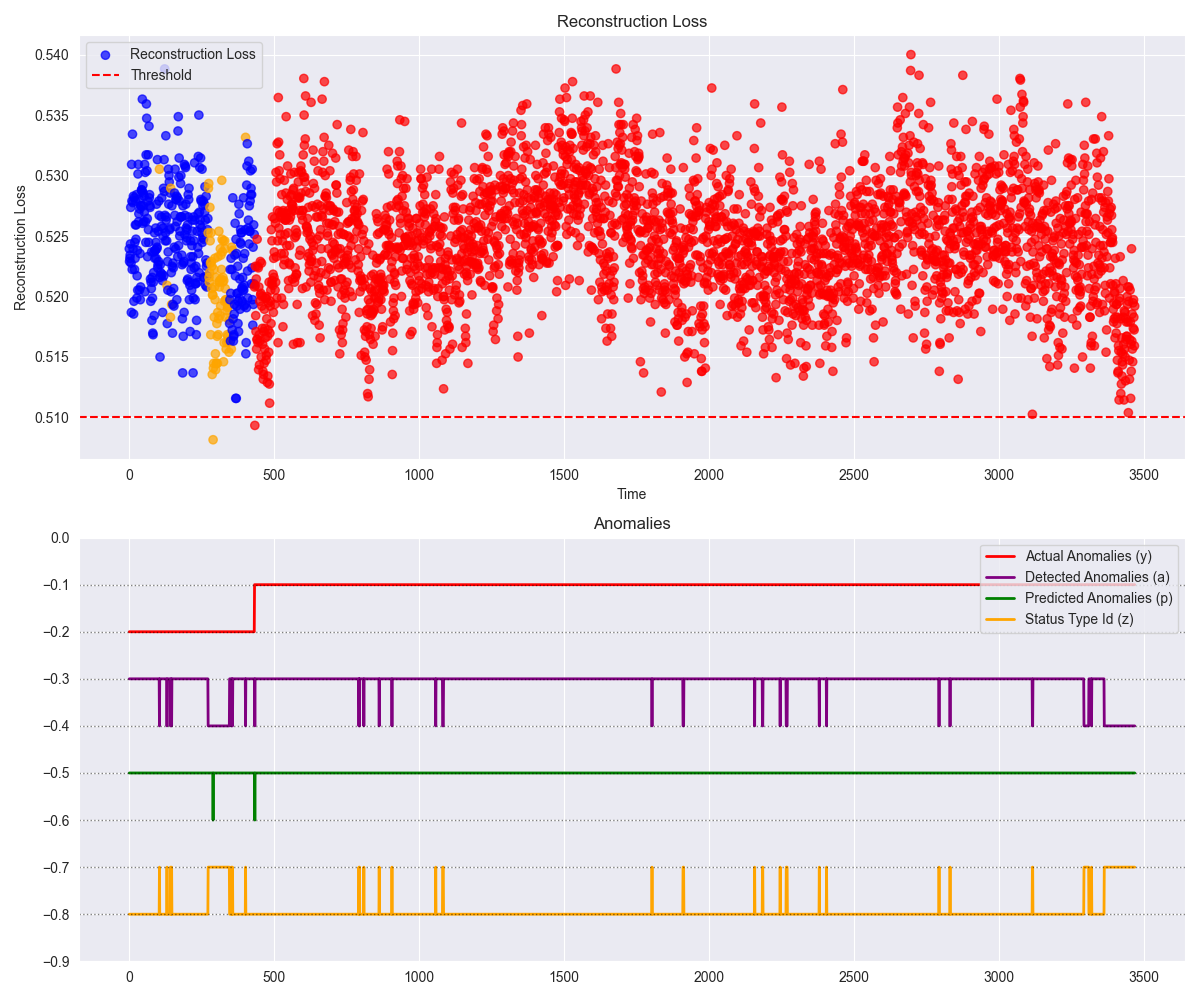 Reconstruction Loss
Reconstruction Loss
Threshold
0.540
0.535
0.530
0.525
0.520
0.515
0.510
Reconstruction Loss
0 500 1000 1500 2000 2500 3000 3500
Time
Anomalies
Actual Anomalies (y)
Detected Anomalies (a)
Predicted Anomalies (p)
Status Type Id (z)
0.0
−0.1
−0.2
−0.3
−0.4
−0.5
−0.6
−0.7
−0.8
−0.9
0 500 1000 1500 2000 2500 3000 3500